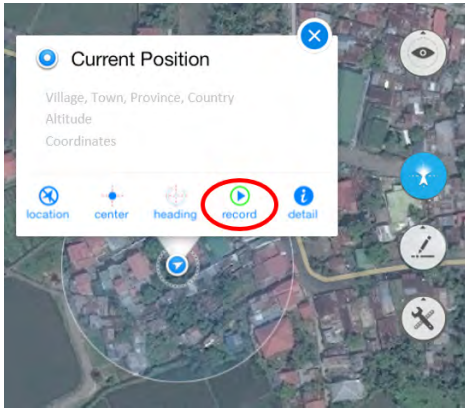 Current Position
Village, Town, Province, Country
Altitude
Coordinates
location center heading record detail